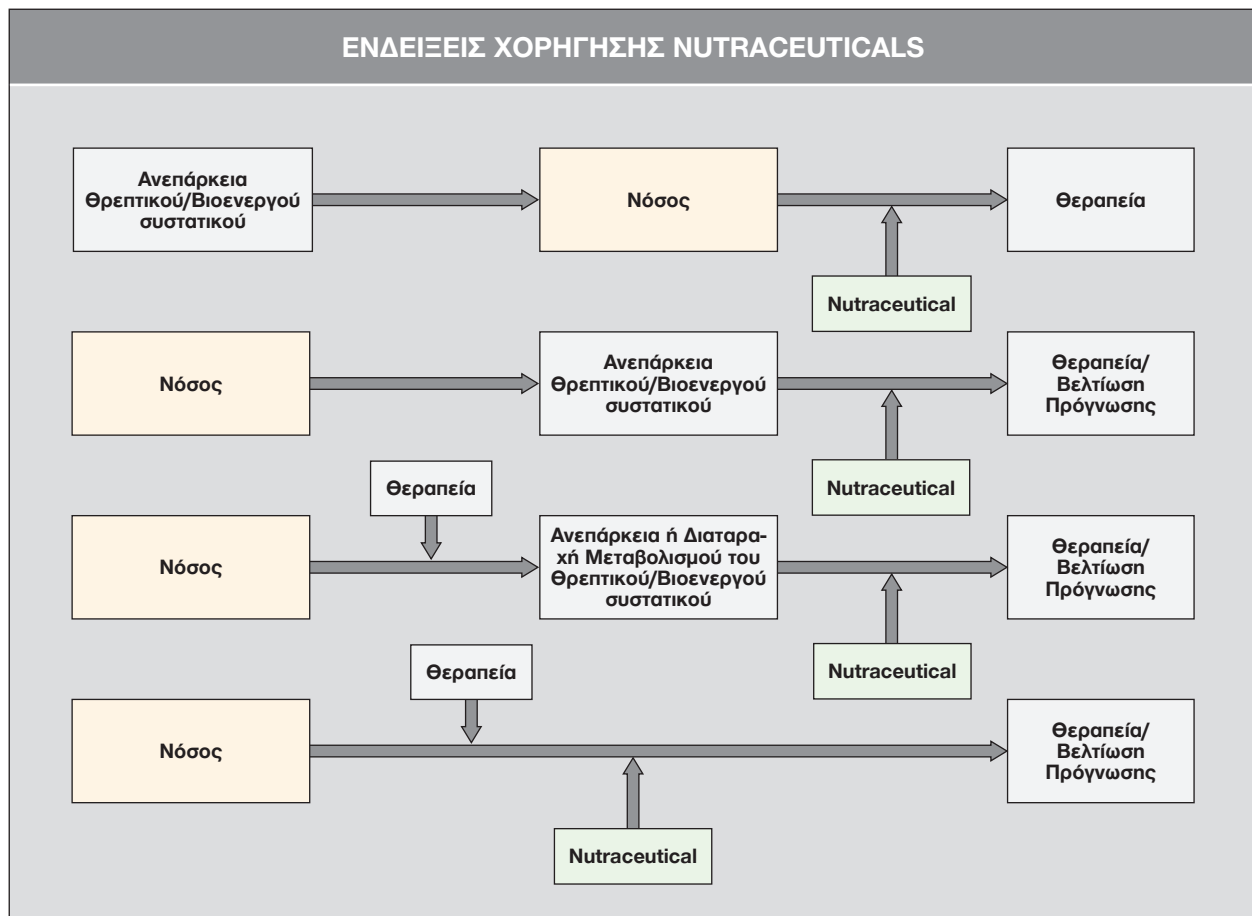 ΕΝΔΕΙΞΕΙΣ ΧΟΡΗΓΗΣΗΣ NUTRACEUTICALS
Ανεπάρκεια
Θρεπτικού/Βιοενεργού
συστατικού
Νόσος
Θεραπεία
Nutraceutical
Νόσος
Ανεπάρκεια
Θρεπτικού/Βιοενεργού
συστατικού
Θεραπεία/
Βελτίωση
Πρόγνωσης
Nutraceutical
Θεραπεία
Νόσος
Ανεπάρκεια ή Διαταρα-
χή Μεταβολισμού του
Θρεπτικού/Βιοενεργού
συστατικού
Θεραπεία/
Βελτίωση
Πρόγνωσης
Nutraceutical
Θεραπεία
Νόσος
Θεραπεία/
Βελτίωση
Πρόγνωσης
Nutraceutical